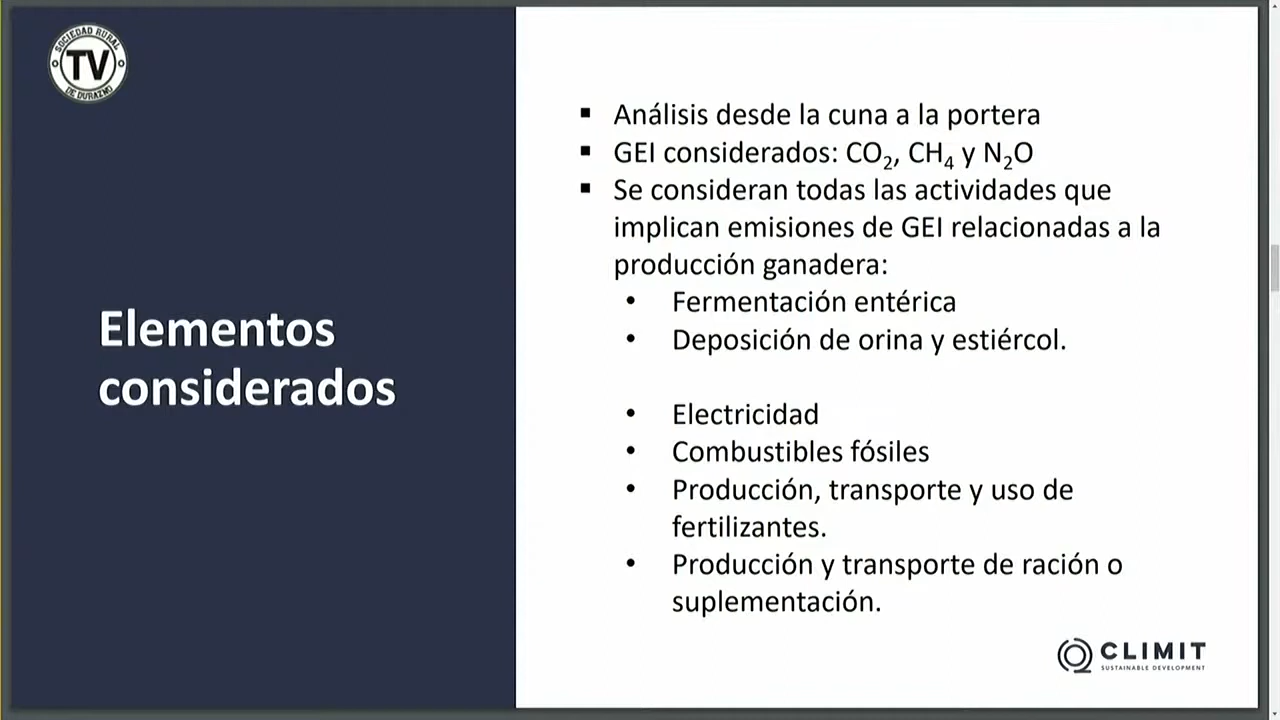 SOCIEDAD RURAL
TV
DE DURAZNO
Elementos
considerados
▪ Análisis desde la cuna a la portera
▪ GEI considerados: CO₂, CH₄ y N₂O
▪ Se consideran todas las actividades que
implican emisiones de GEI relacionadas a la
producción ganadera:
• Fermentación entérica
• Deposición de orina y estiércol.
• Electricidad
• Combustibles fósiles
• Producción, transporte y uso de
fertilizantes.
• Producción y transporte de ración o
suplementación.
CLIMIT
SUSTAINABLE DEVELOPMENT